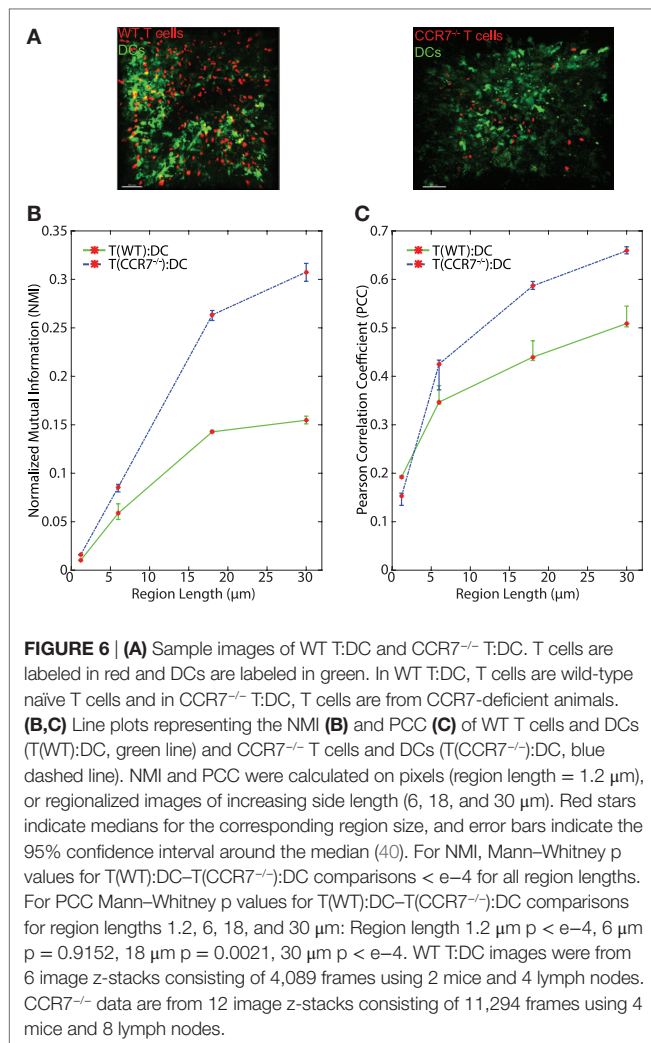 A
WT T cells
DCs
CCR7-/- T cells
DCs
B
0.35
0.3
0.25
0.2
0.15
0.1
0.05
0
0 5 10 15 20 25 30
Normalized Mutual Information (NMI)
Region Length (μm)
T(WT):DC
T(CCR7-/-):DC
C
0.7
0.6
0.5
0.4
0.3
0.2
0.1
0
0 5 10 15 20 25 30
Pearson Correlation Coefficient (PCC)
Region Length (μm)
T(WT):DC
T(CCR7-/-):DC
FIGURE 6 | (A) Sample images of WT T:DC and CCR7–/– T:DC. T cells are
labeled in red and DCs are labeled in green. In WT T:DC, T cells are wild-type
naïve T cells and in CCR7–/– T:DC, T cells are from CCR7-deficient animals.
(B,C) Line plots representing the NMI (B) and PCC (C) of WT T cells and DCs
(T(WT):DC, green line) and CCR7–/– T cells and DCs (T(CCR7–/–):DC, blue
dashed line). NMI and PCC were calculated on pixels (region length = 1.2 μm),
or regionalized images of increasing side length (6, 18, and 30 μm). Red stars
indicate medians for the corresponding region size, and error bars indicate the
95% confidence interval around the median (40). For NMI, Mann–Whitney p
values for T(WT):DC–T(CCR7–/–):DC comparisons < e−4 for all region lengths.
For PCC Mann–Whitney p values for T(WT):DC–T(CCR7–/–):DC comparisons
for region lengths 1.2, 6, 18, and 30 μm: Region length 1.2 μm p < e−4, 6 μm
p = 0.9152, 18 μm p = 0.0021, 30 μm p < e−4. WT T:DC images were from
6 image z-stacks consisting of 4,089 frames using 2 mice and 4 lymph nodes.
CCR7–/– data are from 12 image z-stacks consisting of 11,294 frames using 4
mice and 8 lymph nodes.